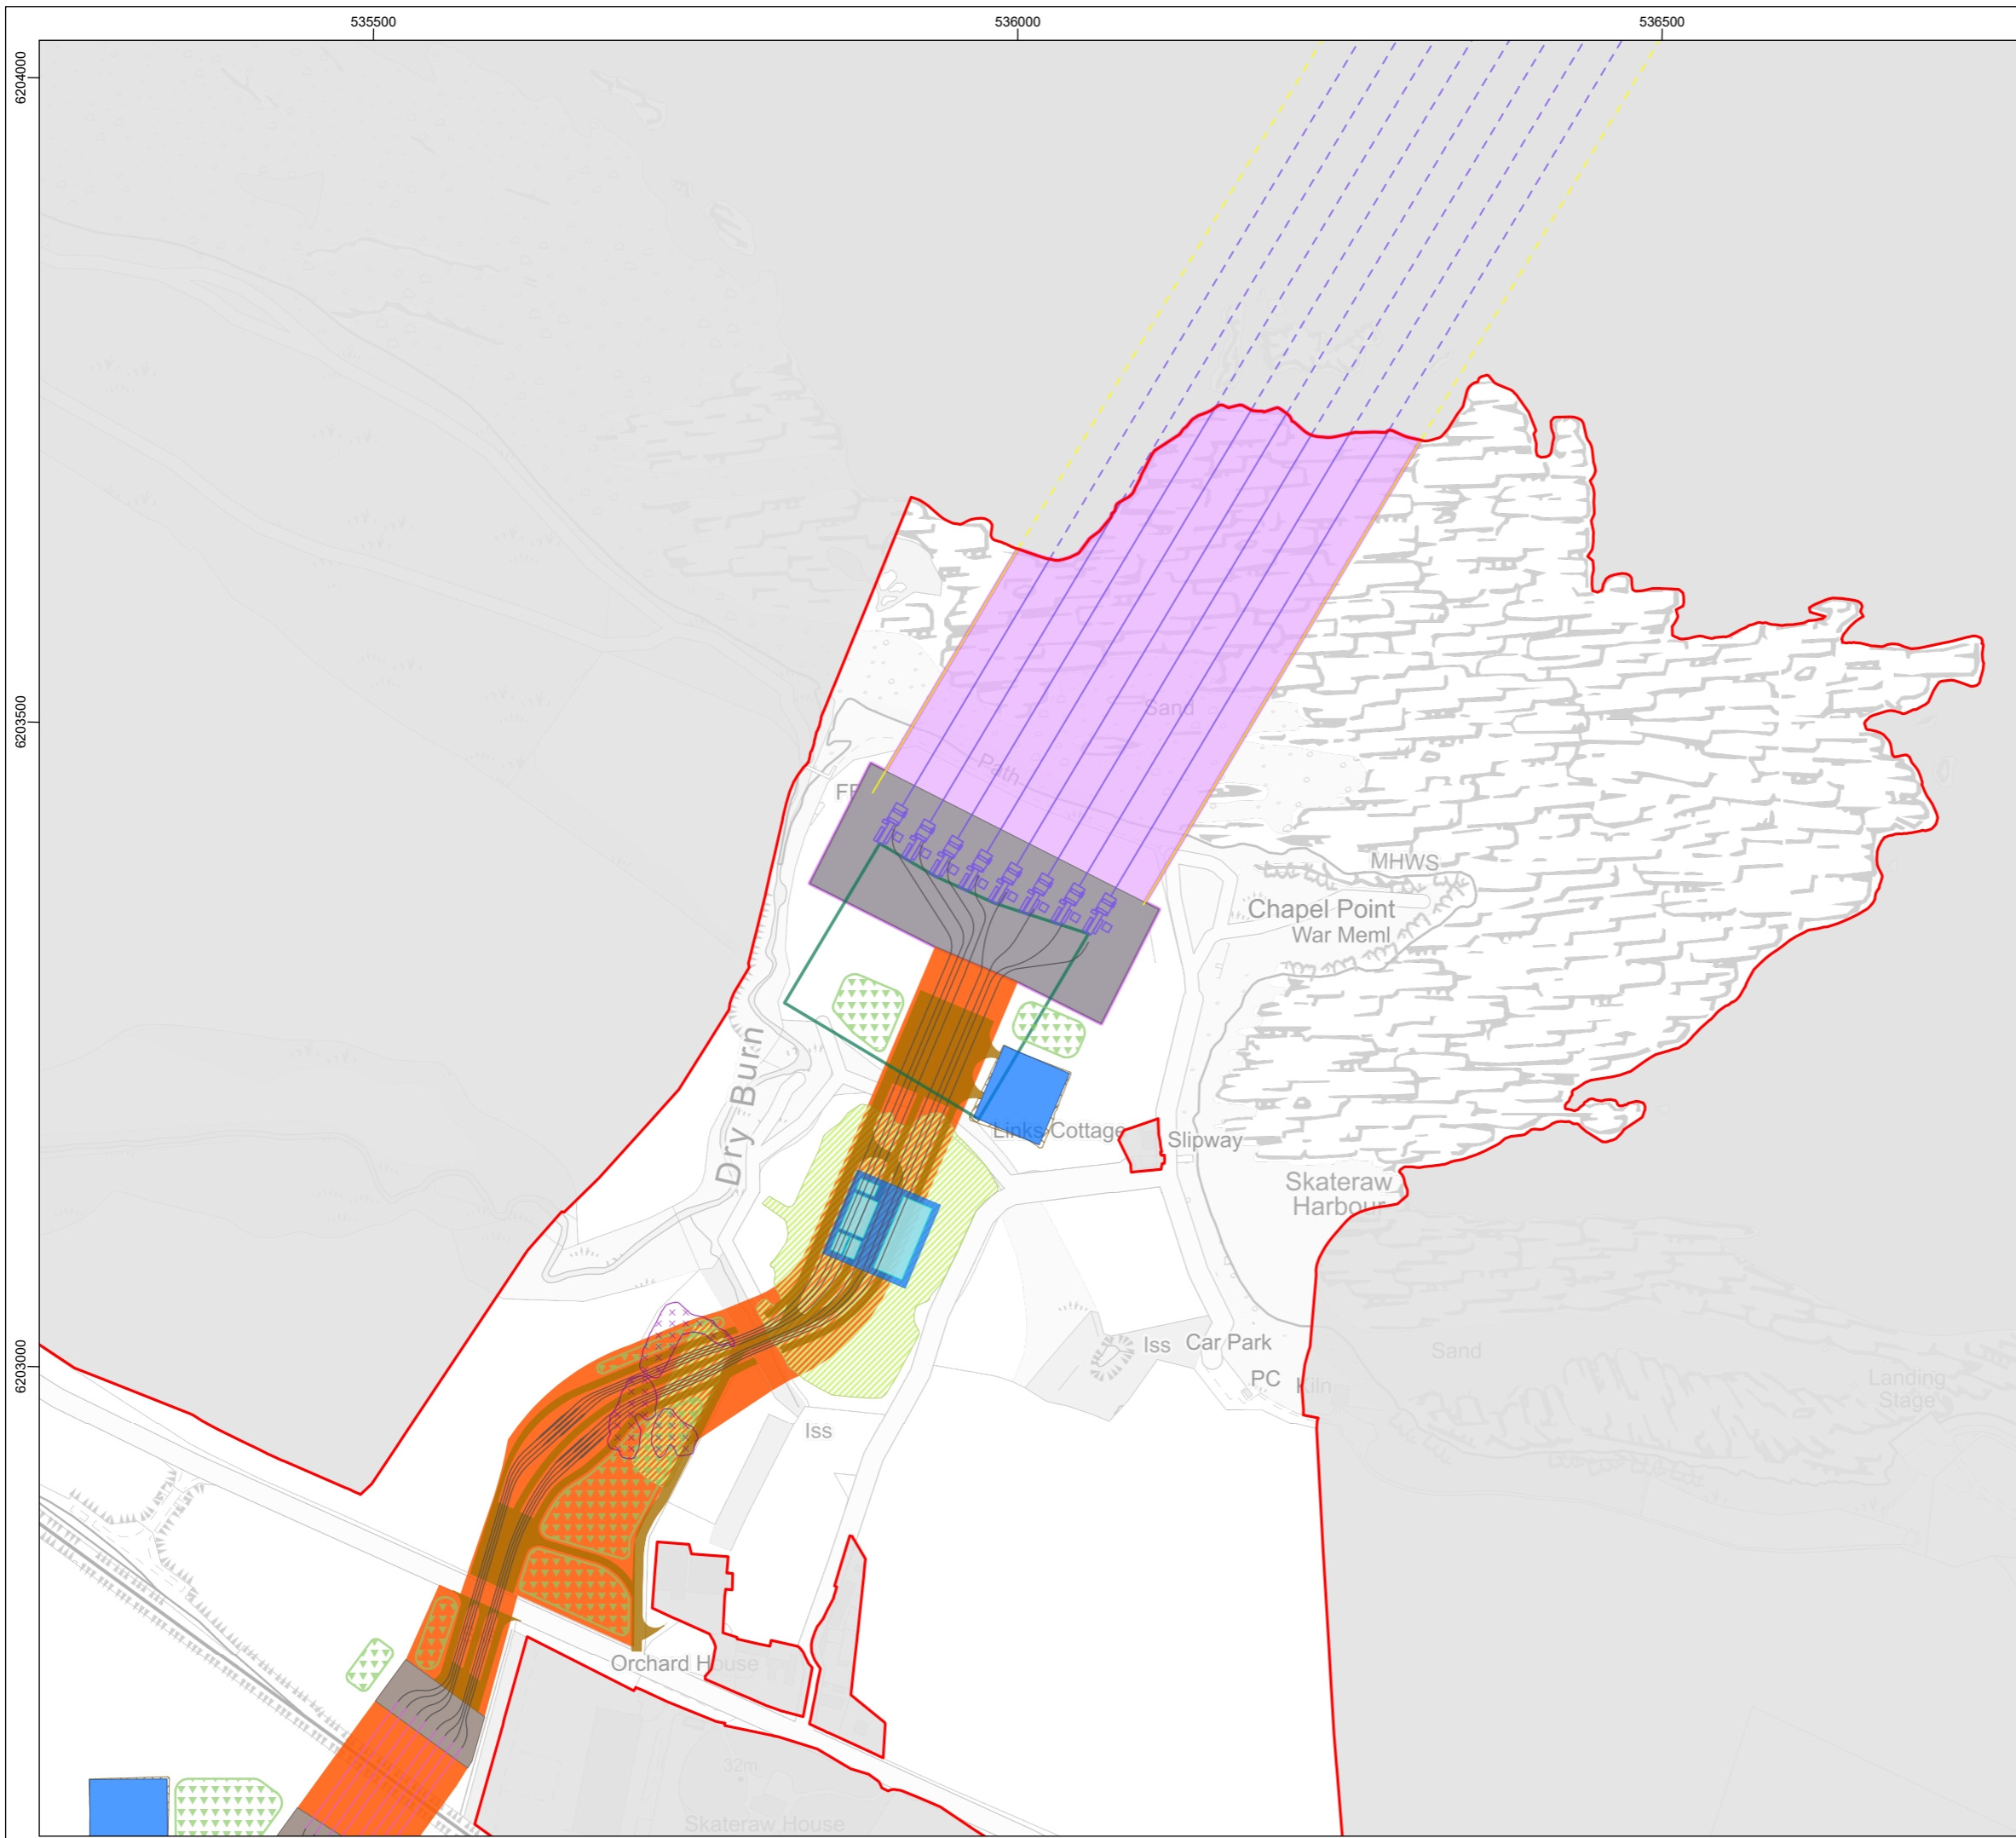 535500
536000
536500
6204000
6203500
6203000
Sand
Path
MHWS
Chapel Point
War Meml
Dry Burn
Links Cottage
Slipway
Skateraw
Harbour
Iss
Car Park
PC
Kiln
Sand
Landing
Stage
Iss
Orchard House
32m
Skateraw House